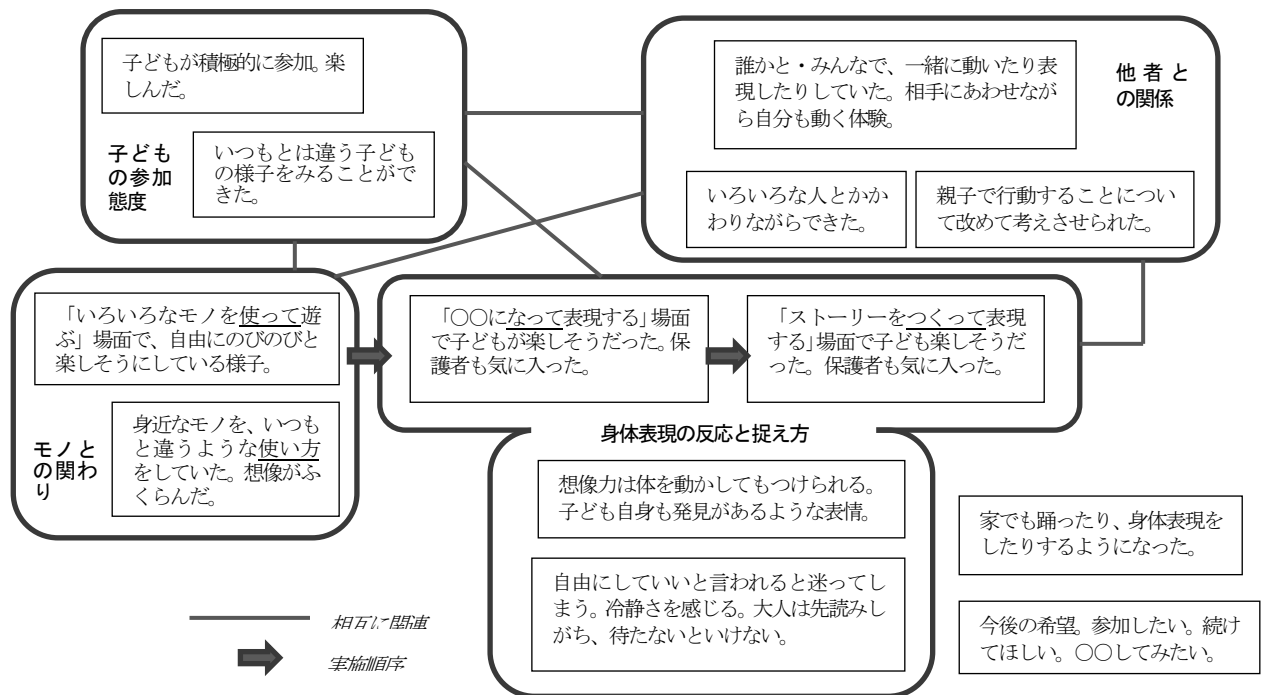 子どもが積極的に参加。楽
しんだ。
子ども
の参加
態度
いつもとは違う子ども
の様子をみることがで
きた。
誰かと・みんなで、一緒に動いたり表
現したりしていた。相手にあわせなが
ら自分も動く体験。
他者と
の関係
いろいろな人とかか
わりながらできた。
親子で行動することについ
て改めて考えさせられた。
「いろいろなモノを使って遊
ぶ」場面で、自由にのびのびと
楽しそうにしている様子。
モノと
の関わ
り
身近なモノを、いつも
と違うような使い方
をしていた。想像がふ
くらんだ。
「〇〇になって表現する」場面
で子どもが楽しそうだった。保
護者も気に入った。
「ストーリーをつくって表現
する」場面で子ども楽しそうだ
った。保護者も気に入った。
身体表現の反応と捉え方
想像力は体を動かしてもつけられる。
子ども自身も発見があるような表情。
自由にしていいと言われると迷ってし
まう。冷静さを感じる。大人は先読みし
がち、待たないといけない。
家でも踊ったり、身体表現を
したりするようになった。
今後の希望。参加したい。続け
てほしい。〇〇してみたい。
相互に関連
実施順序